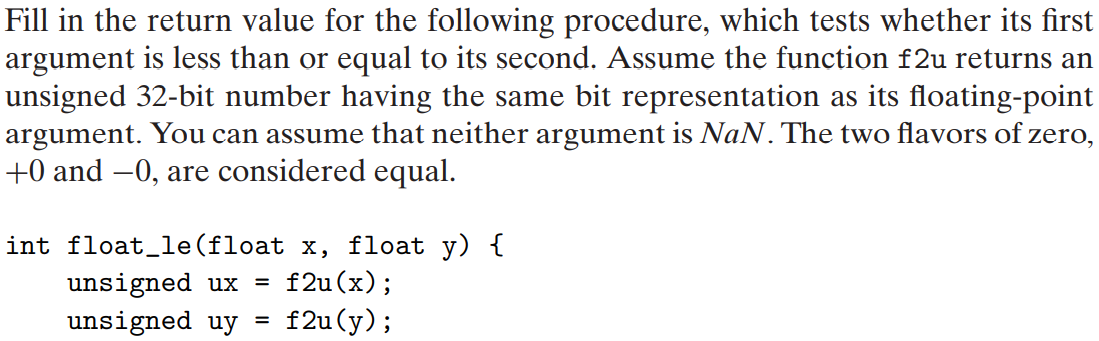 Fill in the return value for the following procedure, which tests whether its first
argument is less than or equal to its second. Assume the function f2u returns an
unsigned 32-bit number having the same bit representation as its floating-point
argument. You can assume that neither argument is NaN. The two flavors of zero,
+0 and −0, are considered equal.
int float_le(float x, float y) {
    unsigned ux = f2u(x);
    unsigned uy = f2u(y);